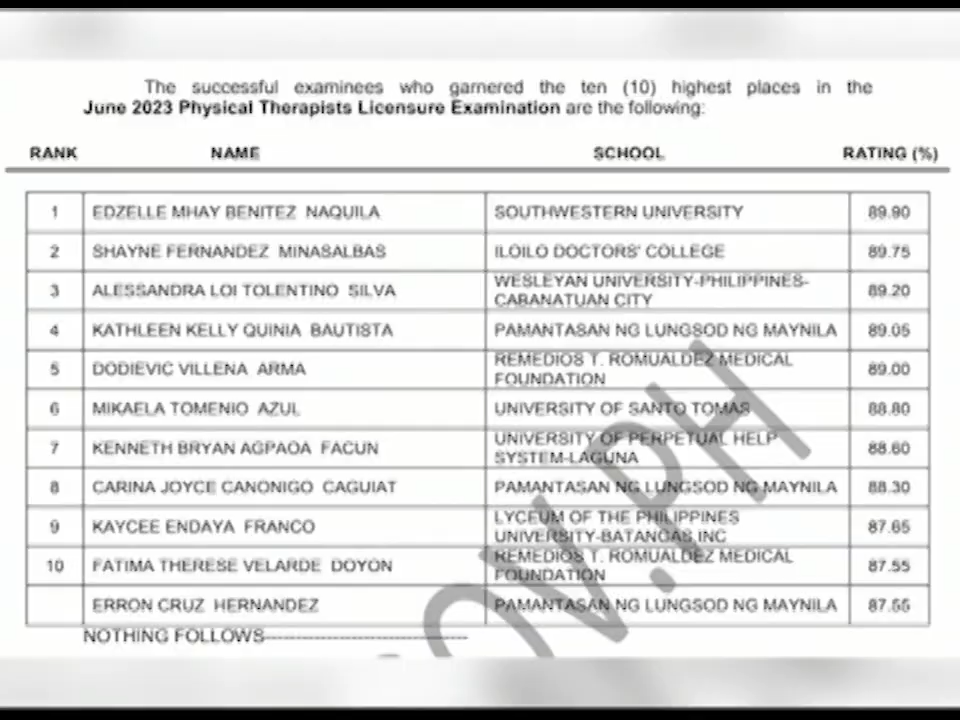 The successful examinees who garnered the ten (10) highest places in the
June 2023 Physical Therapists Licensure Examination are the following:
RANK NAME SCHOOL RATING (%)
1 EDZELLE MHAY BENITEZ NAQUILA SOUTHWESTERN UNIVERSITY 89.90
2 SHAYNE FERNANDEZ MINASALBAS ILOILO DOCTORS' COLLEGE 89.75
3 ALESSANDRA LOI TOLENTINO SILVA WESLEYAN UNIVERSITY-PHILIPPINES-
CABANATUAN CITY 89.20
4 KATHLEEN KELLY QUINIA BAUTISTA PAMANTASAN NG LUNGSOD NG MAYNILA 89.05
5 DODIEVIC VILLENA ARMA REMEDIOS T. ROMUALDEZ MEDICAL
FOUNDATION 89.00
6 MIKAELA TOMENIO AZUL UNIVERSITY OF SANTO TOMAS 88.80
7 KENNETH BRYAN AGPAOA FACUN UNIVERSITY OF PERPETUAL HELP
SYSTEM-LAGUNA 88.60
8 CARINA JOYCE CANONIGO CAGUIAT PAMANTASAN NG LUNGSOD NG MAYNILA 88.30
9 KAYCEE ENDAYA FRANCO LYCEUM OF THE PHILIPPINES
UNIVERSITY-BATANGAS,INC 87.65
10 FATIMA THERESE VELARDE DOYON REMEDIOS T. ROMUALDEZ MEDICAL
FOUNDATION 87.55
ERRON CRUZ HERNANDEZ PAMANTASAN NG LUNGSOD NG MAYNILA 87.55
NOTHING FOLLOWS----------------------------------
OV.PH